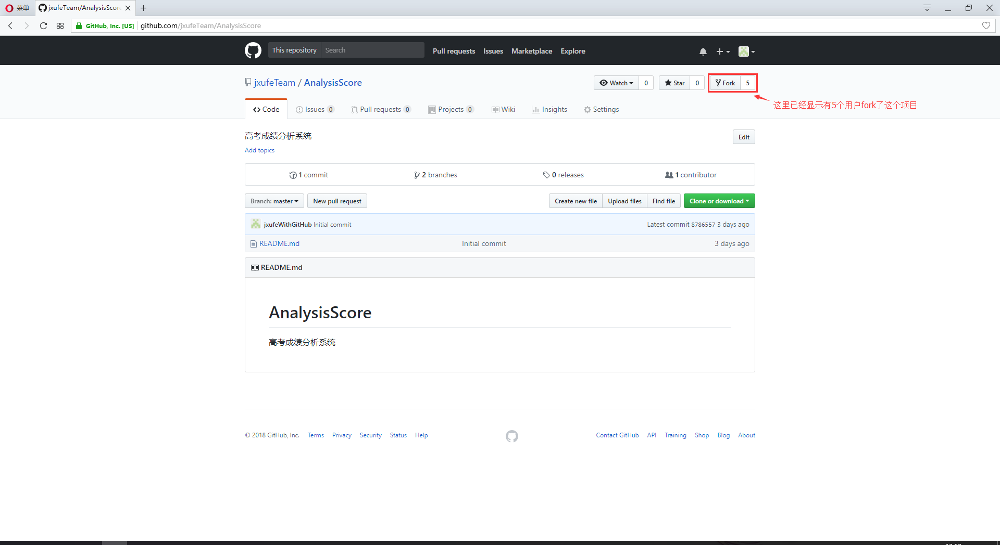 菜单
jxufeTeam/AnalysisScore
GitHub, Inc. [US]
github.com/jxufeTeam/AnalysisScore
This repository
Search
Pull requests
Issues
Marketplace
Explore
jxufeTeam / AnalysisScore
Watch
0
Star
0
Fork
5
这里已经显示有5个用户fork了这个项目
Code
Issues 0
Pull requests 0
Projects 0
Wiki
Insights
Settings
高考成绩分析系统
Edit
Add topics
1 commit
2 branches
0 releases
1 contributor
Branch: master
New pull request
Create new file
Upload files
Find file
Clone or download
jxufeWithGitHub Initial commit
Latest commit 8786557 3 days ago
README.md
Initial commit
3 days ago
README.md
AnalysisScore
高考成绩分析系统
© 2018 GitHub, Inc.
Terms
Privacy
Security
Status
Help
Contact GitHub
API
Training
Shop
Blog
About